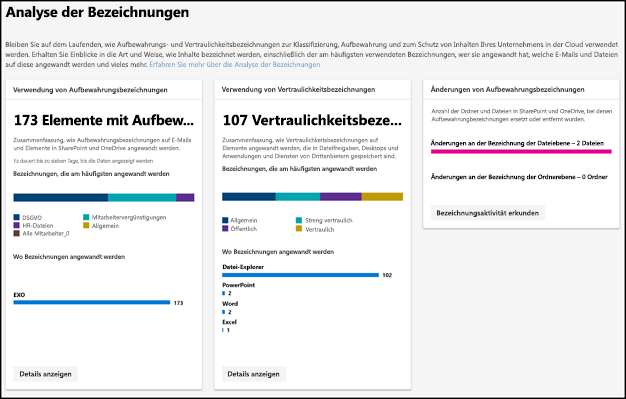 Analyse der Bezeichnungen
Bleiben Sie auf dem Laufenden, wie Aufbewahrungs- und Vertraulichkeitsbezeichnungen zur Klassifizierung, Aufbewahrung und zum Schutz von Inhalten Ihres Unternehmens in der Cloud verwendet
werden. Erhalten Sie Einblicke in die Art und Weise, wie Inhalte bezeichnet werden, einschließlich der am häufigsten verwendeten Bezeichnungen, wer sie angewandt hat, welche E-Mails und Dateien
auf diese angewandt werden und vieles mehr. Erfahren Sie mehr über die Analyse der Bezeichnungen
Verwendung von Aufbewahrungsbezeichnungen
173 Elemente mit Aufbew...
Zusammenfassung, wie Aufbewahrungsbezeichnungen auf E-Mails
und Elemente in SharePoint und OneDrive angewandt werden.
Es dauert bis zu sieben Tage, bis die Daten angezeigt werden
Bezeichnungen, die am häufigsten angewandt werden
DSGVO
Mitarbeitervergünstigungen
HR-Dateien
Allgemein
Alle Mitarbeiter_0
Wo Bezeichnungen angewandt werden
EXO
173
Details anzeigen
Verwendung von Vertraulichkeitsbezeichnungen
107 Vertraulichkeitsbeze...
Zusammenfassung, wie Vertraulichkeitsbezeichnungen auf
Elemente angewandt werden, die in Dateifreigaben, Desktops und
Anwendungen und Diensten von Drittanbietern gespeichert sind.
Bezeichnungen, die am häufigsten angewandt werden
Allgemein
Streng vertraulich
Öffentlich
Vertraulich
Wo Bezeichnungen angewandt werden
Datei-Explorer
102
PowerPoint
2
Word
2
Excel
1
Details anzeigen
Änderungen von Aufbewahrungsbezeichnungen
Anzahl der Ordner und Dateien in SharePoint und OneDrive, bei denen
Aufbewahrungsbezeichnungen ersetzt oder entfernt wurden.
Änderungen an der Bezeichnung der Dateiebene – 2 Dateien
Änderungen an der Bezeichnung der Ordnerebene – 0 Ordner
Bezeichnungsaktivität erkunden